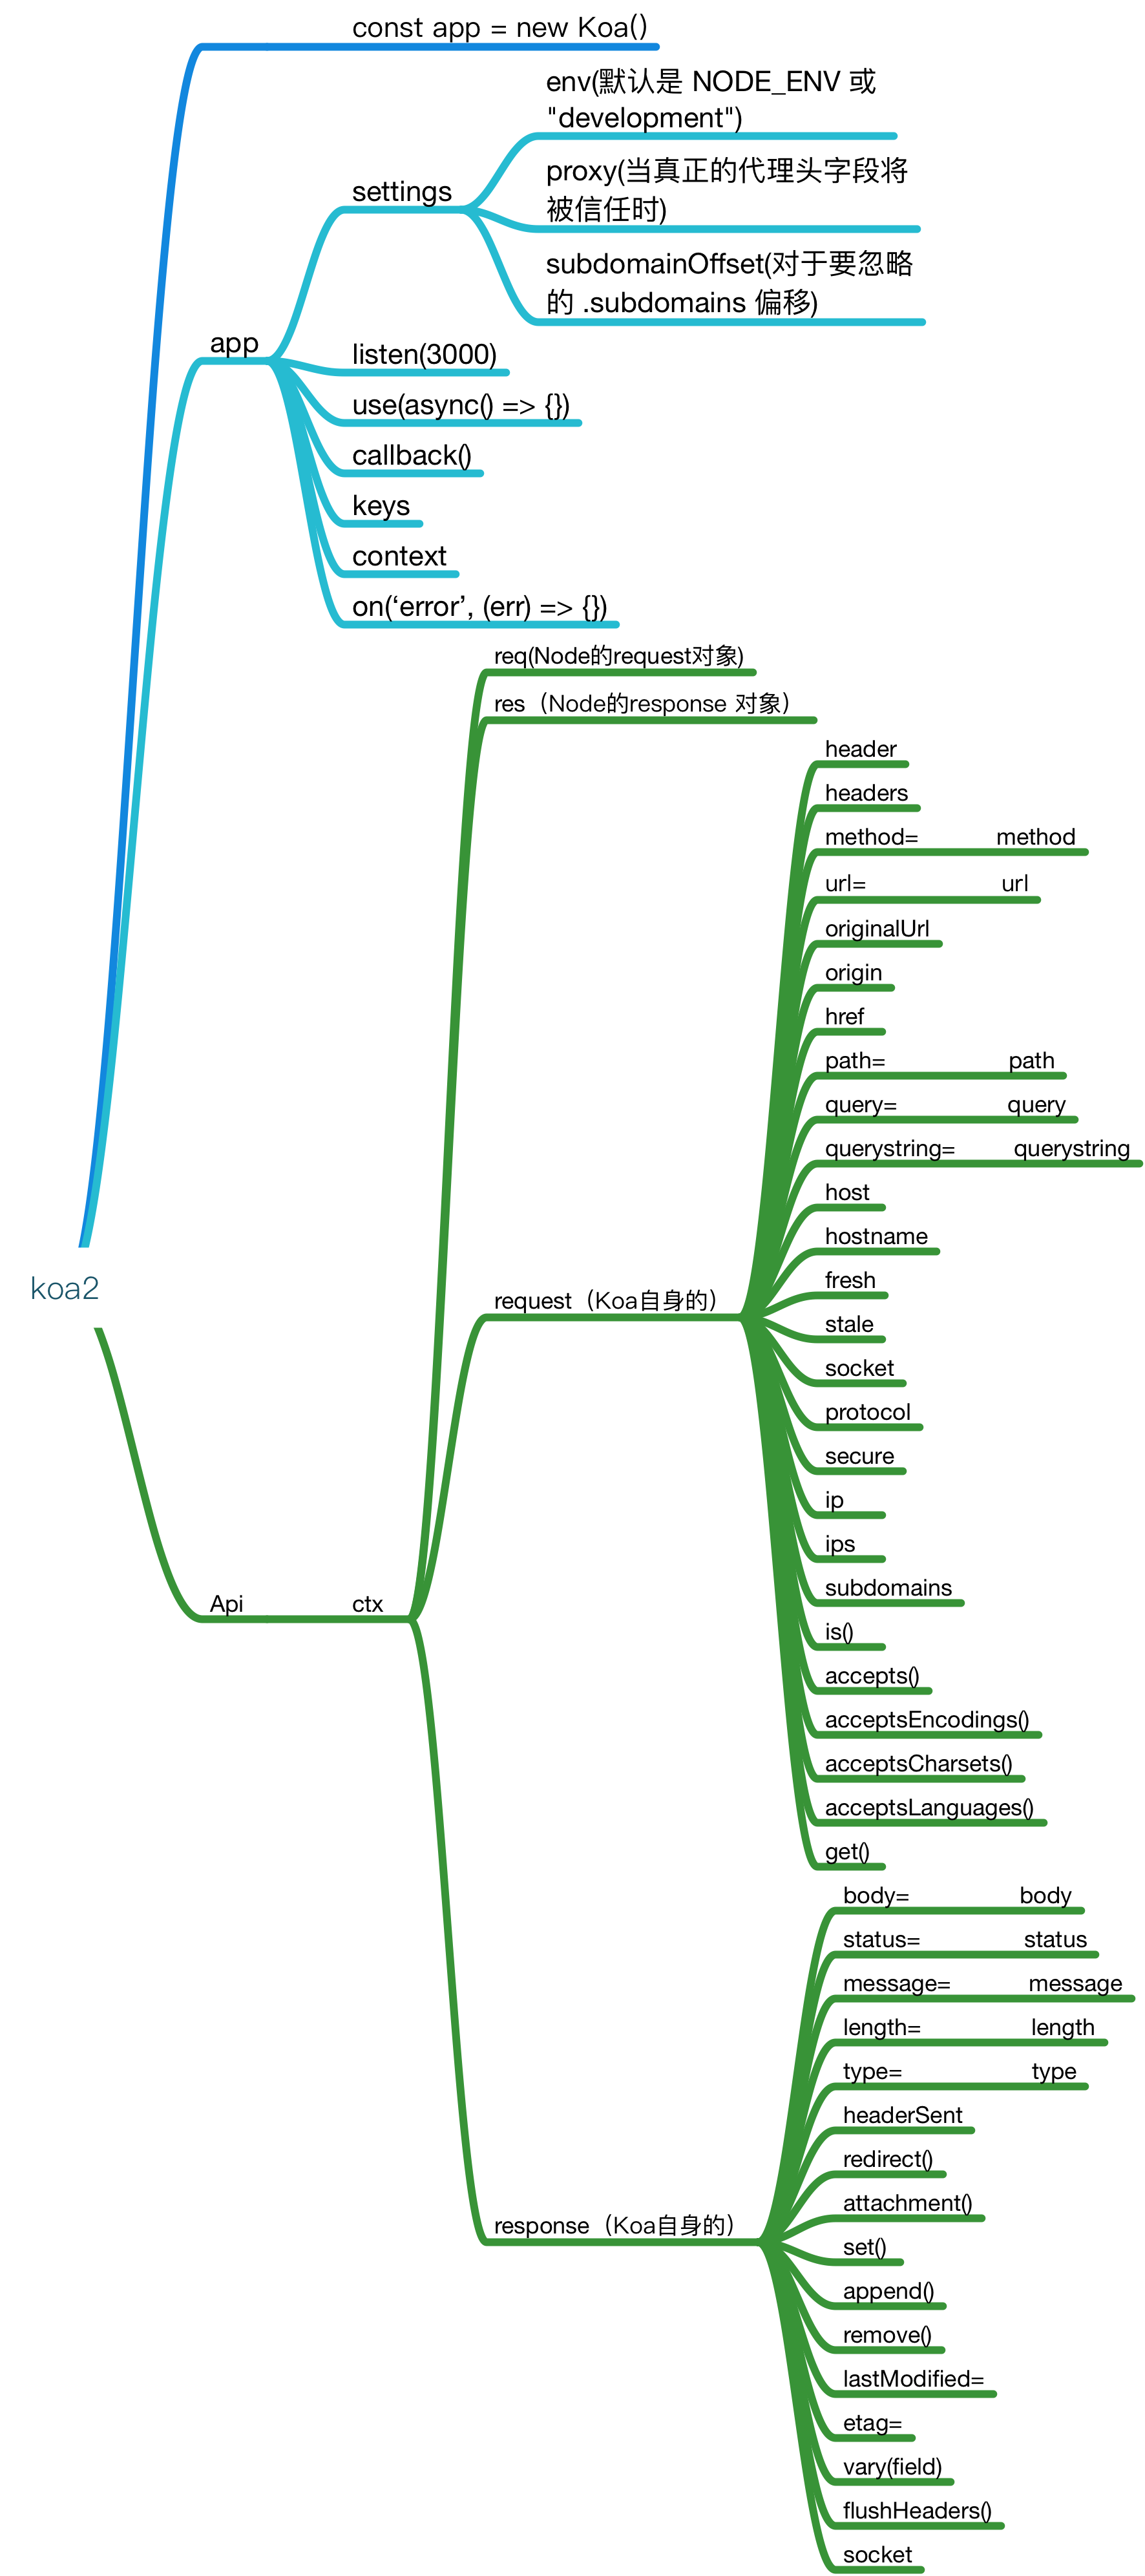 const app = new Koa()
env(默认是 NODE_ENV 或
"development")
proxy(当真正的代理头字段将
被信任时)
settings
subdomainOffset(对于要忽略
的 .subdomains 偏移)
app
listen(3000)
use(async() => {})
callback()
keys
context
on(‘error’, (err) => {})
req(Node的request对象)
res（Node的response 对象）
header
headers
method= method
url= url
originalUrl
origin
href
path= path
query= query
querystring= querystring
host
hostname
koa2
request（Koa自身的）
fresh
stale
socket
protocol
secure
ip
ips
subdomains
Api ctx
is()
accepts()
acceptsEncodings()
acceptsCharsets()
acceptsLanguages()
get()
body= body
status= status
message= message
length= length
type= type
headerSent
redirect()
attachment()
response（Koa自身的）
set()
append()
remove()
lastModified=
etag=
vary(field)
flushHeaders()
socket